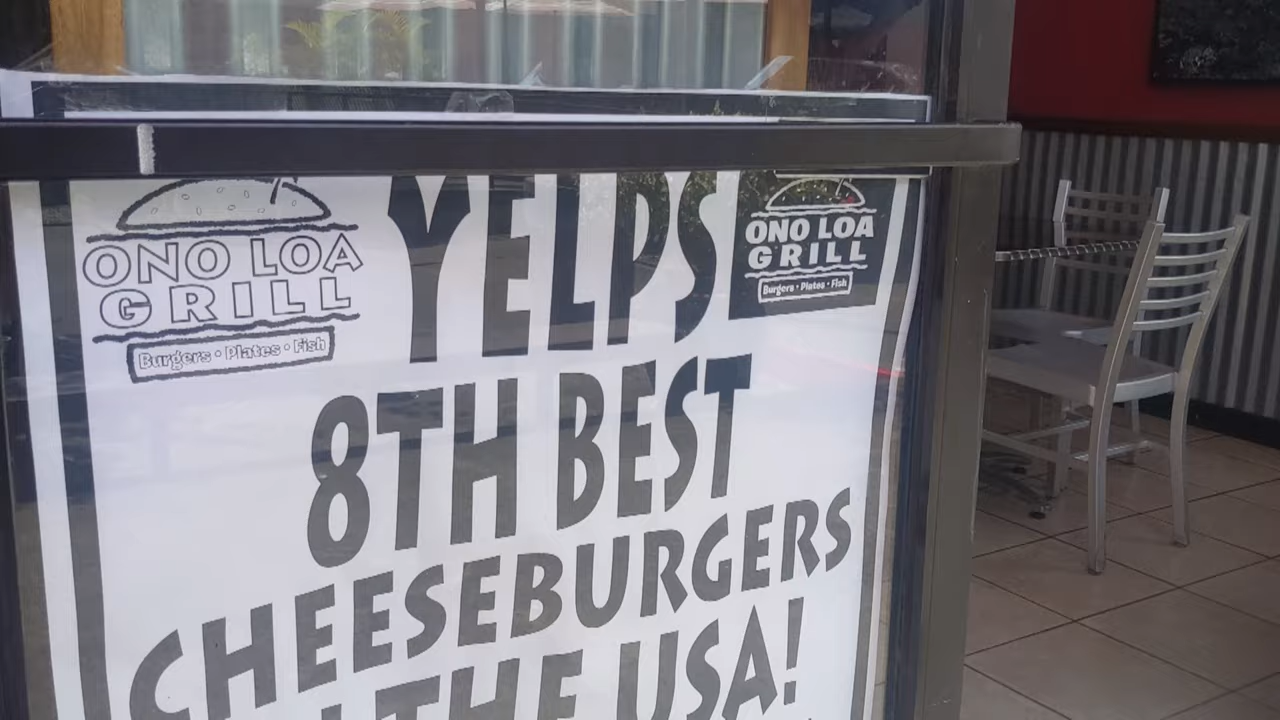 ONO LOA
GRILL
Burgers • Plates • Fish
YELPS
ONO LOA
GRILL
Burgers • Plates • Fish
8TH BEST
CHEESEBURGERS
THE USA!